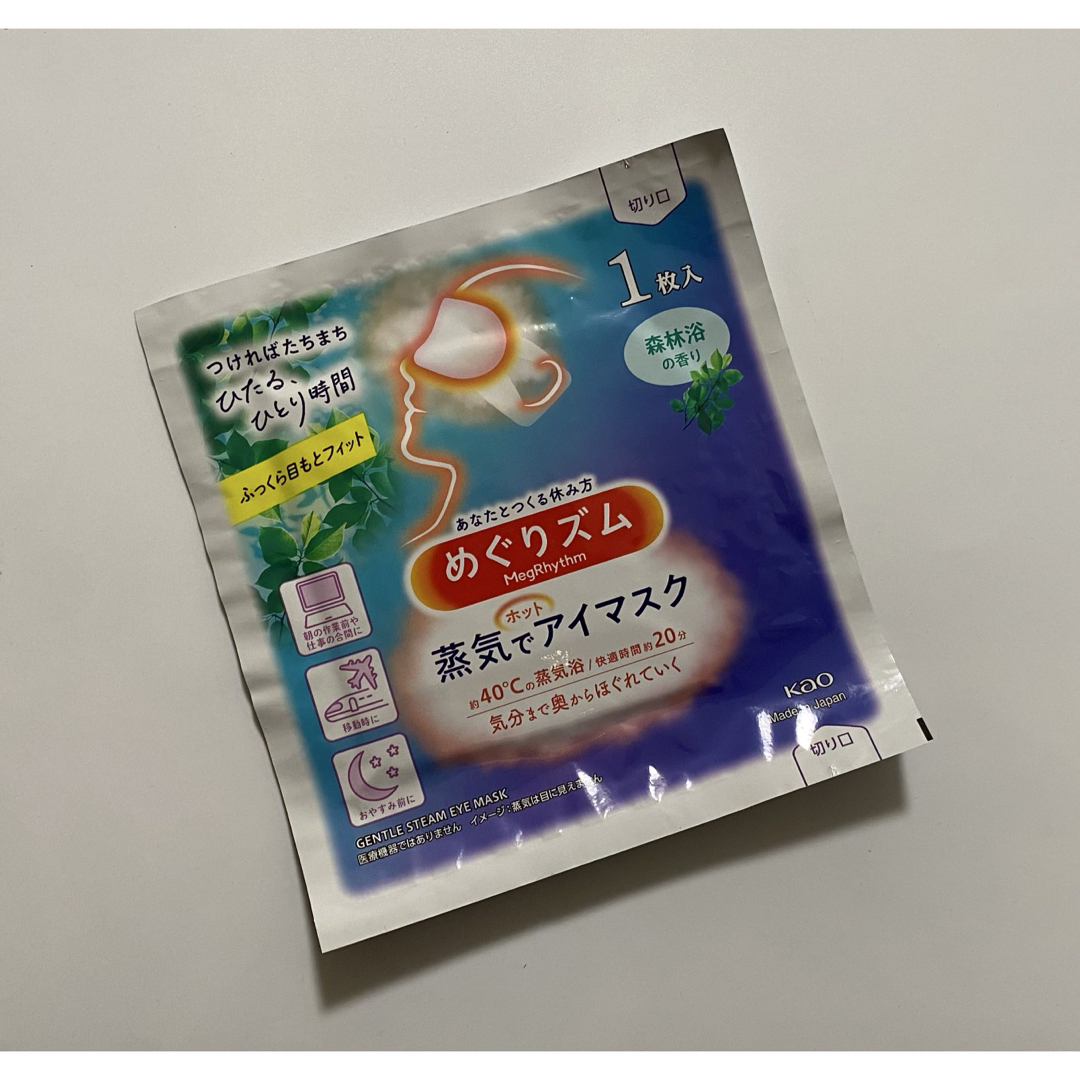 切り口
1枚入
森林浴
の香り
つければたちまち
ひたる、
ひとり時間
ふっくら目もとフィット
あなたとつくる休み方
めぐりズム
MegRhythm
蒸気でホットアイマスク
約40℃の蒸気浴/快適時間約20分
気分まで奥からほぐれていく
朝の作業前や
仕事の合間に
移動時に
おやすみ前に
Kao
Made in Japan
切り口
GENTLE STEAM EYE MASK
医療機器ではありません イメージ:蒸気は目に見えません